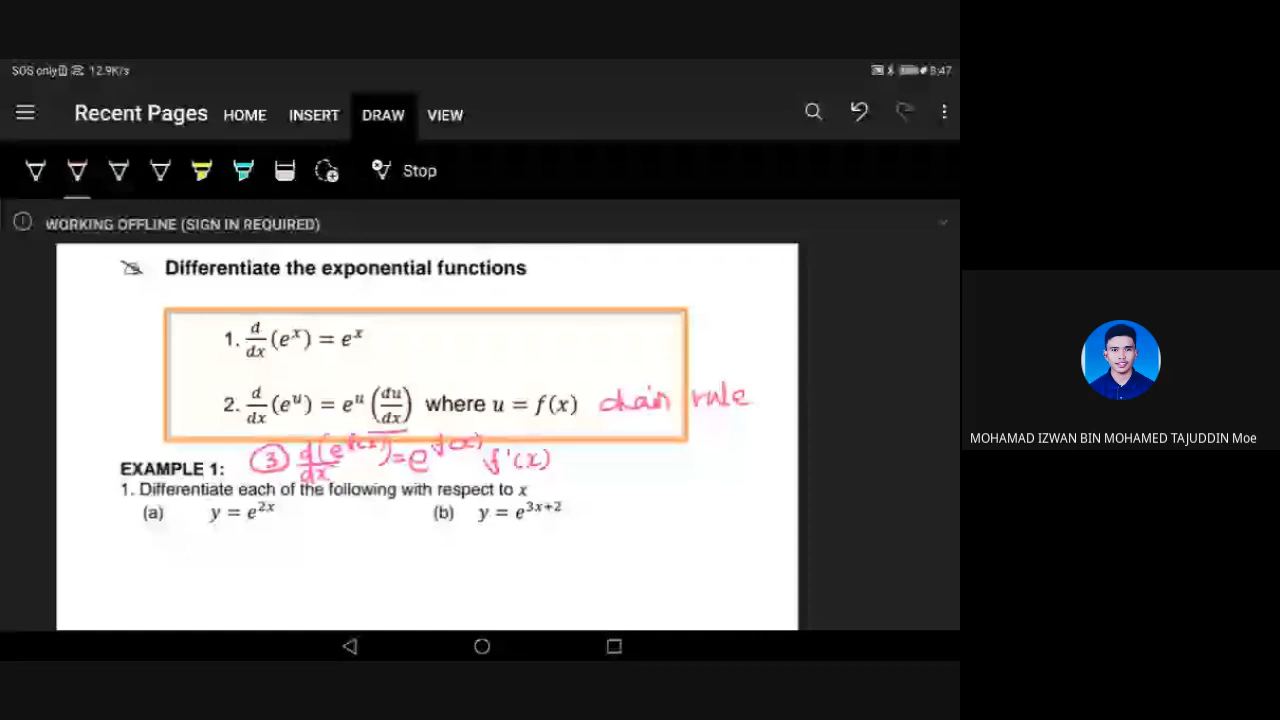 SOS only 12.9K/s 8:47
Recent Pages HOME INSERT DRAW VIEW
Stop
WORKING OFFLINE (SIGN IN REQUIRED)
Differentiate the exponential functions
1. d/dx (e^x) = e^x
2. d/dx (e^u) = e^u (du/dx) where u = f(x) chain rule
③ d/dx (e^f(x)) = e^f(x) f'(x)
EXAMPLE 1:
1. Differentiate each of the following with respect to x
(a) y = e^2x (b) y = e^3x+2
MOHAMAD IZWAN BIN MOHAMED TAJUDDIN Moe